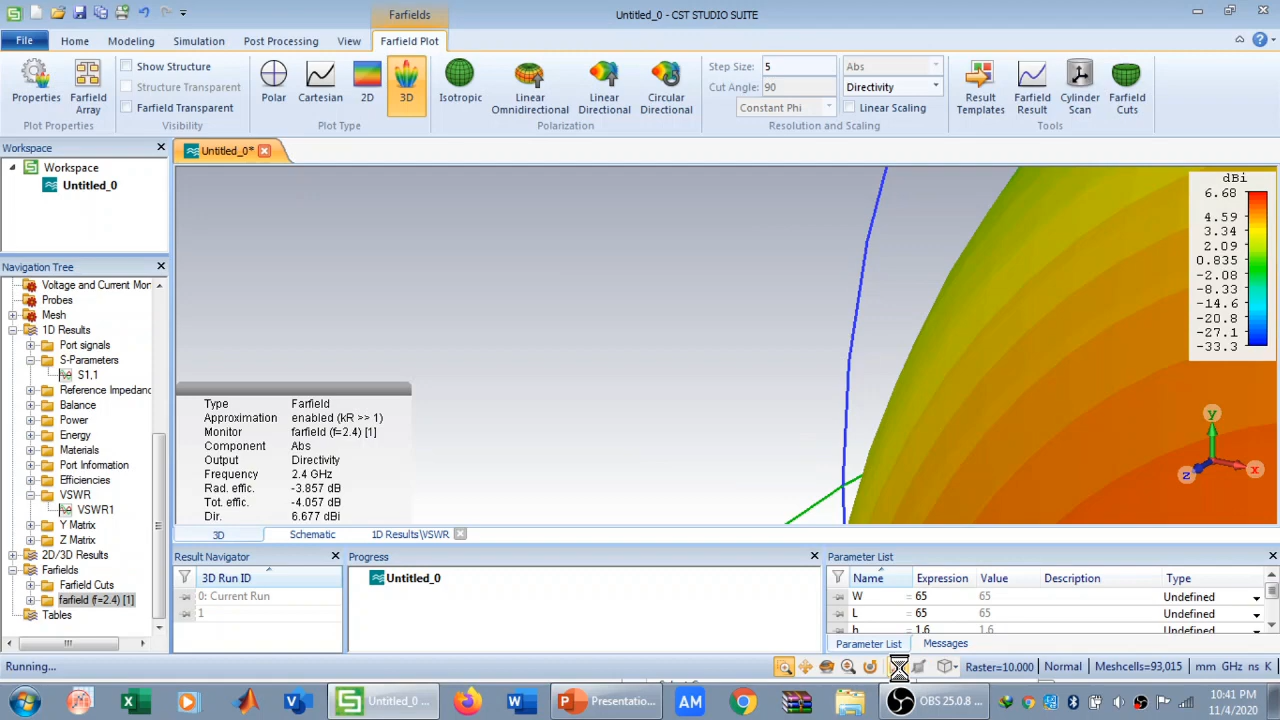 Farfields
Untitled_0 - CST STUDIO SUITE
File Home Modeling Simulation Post Processing View Farfield Plot
Show Structure
Structure Transparent
Farfield Transparent
Step Size: 5
Cut Angle: 90
Constant Phi
Abs
Directivity
Linear Scaling
Properties Farfield Array Polar Cartesian 2D 3D Isotropic Linear Omnidirectional Linear Directional Circular Directional Result Templates Farfield Result Cylinder Scan Farfield Cuts
Plot Properties Visibility Plot Type Polarization Resolution and Scaling Tools
Workspace
Untitled_0*
Workspace
Untitled_0
Navigation Tree
Voltage and Current Mor
Probes
Mesh
1D Results
Port signals
S-Parameters
S1,1
Reference Impedanc
Balance
Power
Energy
Materials
Port Information
Efficiencies
VSWR
VSWR1
Y Matrix
Z Matrix
2D/3D Results
Farfields
Farfield Cuts
farfield (f=2.4) [1]
Tables
dBi
6.68
4.59
3.34
2.09
0.835
-2.08
-8.33
-14.6
-20.8
-27.1
-33.3
y
z
x
Type Farfield
Approximation enabled (kR >> 1)
Monitor farfield (f=2.4) [1]
Component Abs
Output Directivity
Frequency 2.4 GHz
Rad. effic. -3.857 dB
Tot. effic. -4.057 dB
Dir. 6.677 dBi
3D Schematic 1D Results\VSWR
Result Navigator
3D Run ID
0: Current Run
1
Progress
Untitled_0
Parameter List
Name Expression Value Description Type
W = 65 65 Undefined
L = 65 65 Undefined
h = 1.6 1.6 Undefined
Parameter List Messages
Running...
Raster=10.000 Normal Meshcells=93,015 mm GHz ns K
Untitled_0 ... Presentatio... OBS 25.0.8 ...
AM
10:41 PM
11/4/2020